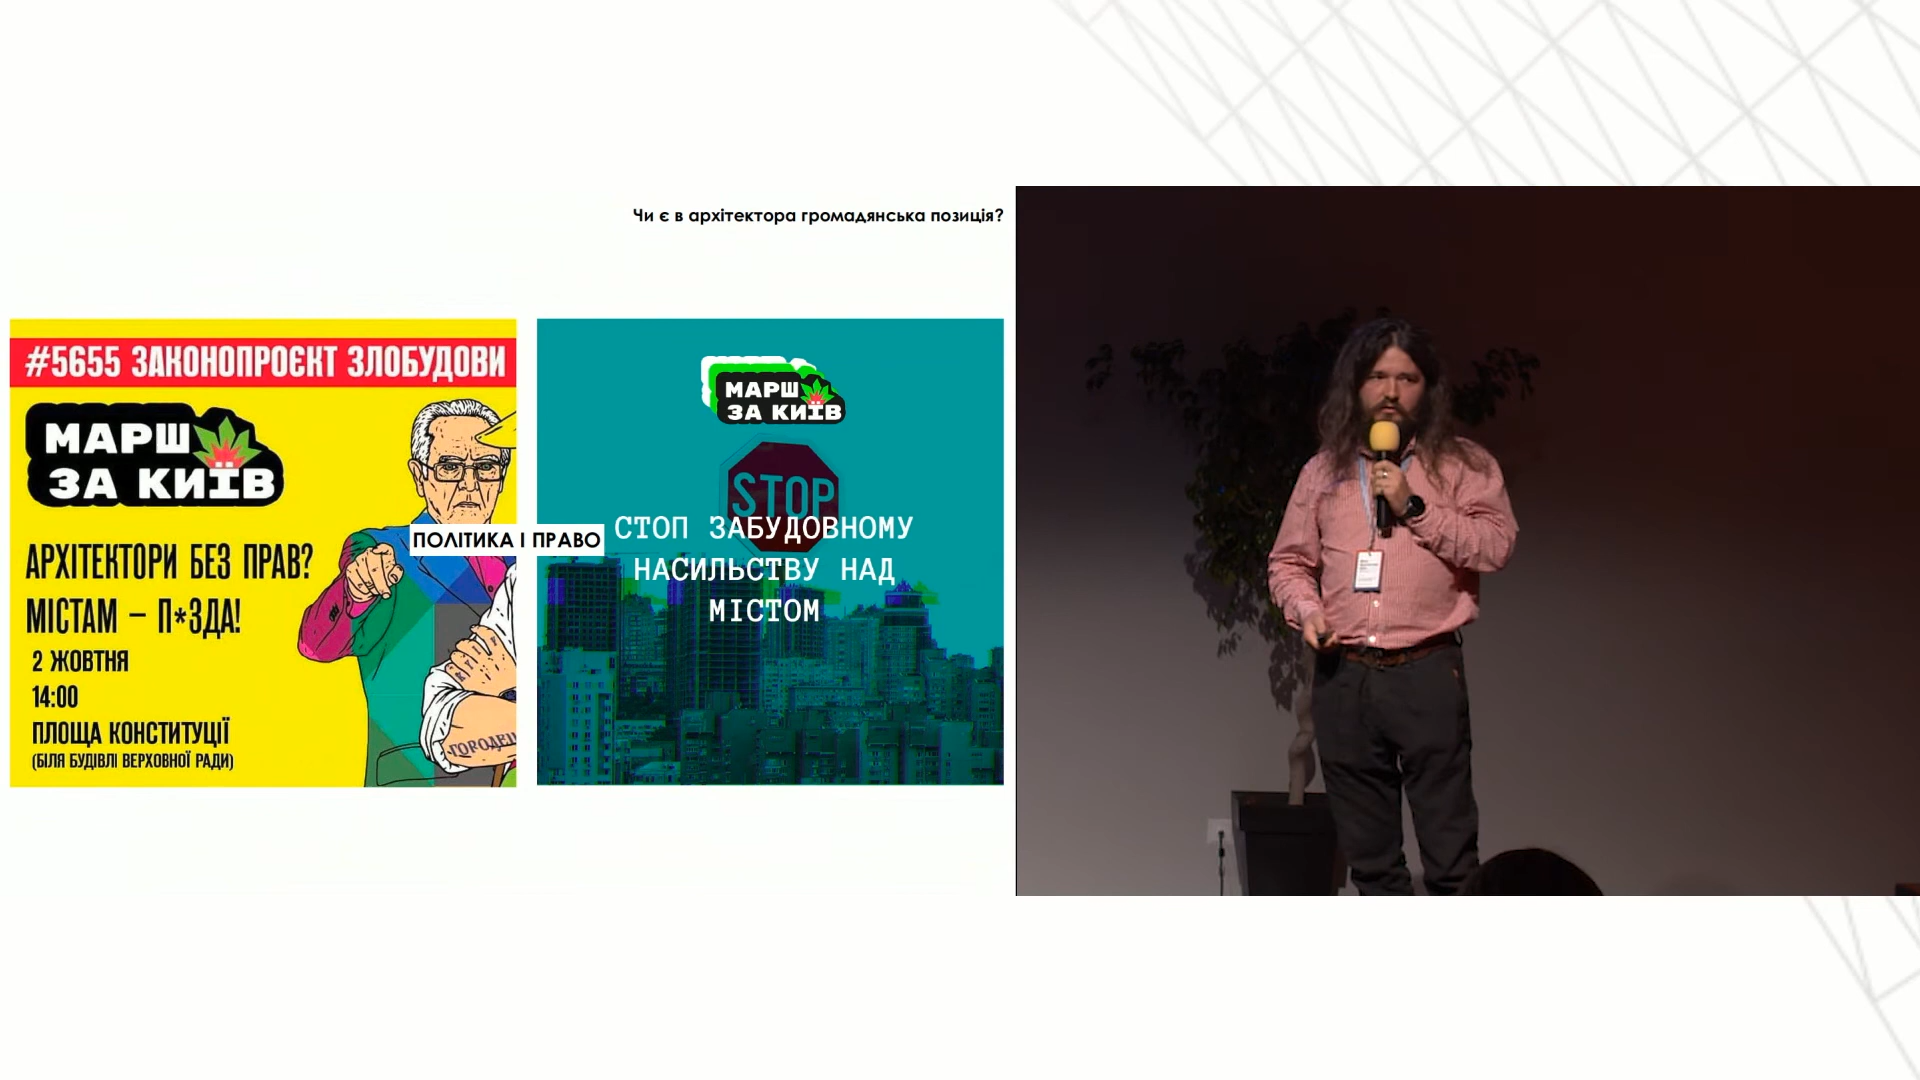 Чи є в архітектора громадянська позиція?
#5655 ЗАКОНОПРОЄКТ ЗЛОБУДОВИ
МАРШ
ЗА КИЇВ
АРХІТЕКТОРИ БЕЗ ПРАВ?
МІСТАМ – П*ЗДА!
2 ЖОВТНЯ
14:00
ПЛОЩА КОНСТИТУЦІЇ
(БІЛЯ БУДІВЛІ ВЕРХОВНОЇ РАДИ)
ПОЛІТИКА І ПРАВО
МАРШ
ЗА КИЇВ
STOP
СТОП ЗАБУДОВНОМУ
НАСИЛЬСТВУ НАД
МІСТОМ